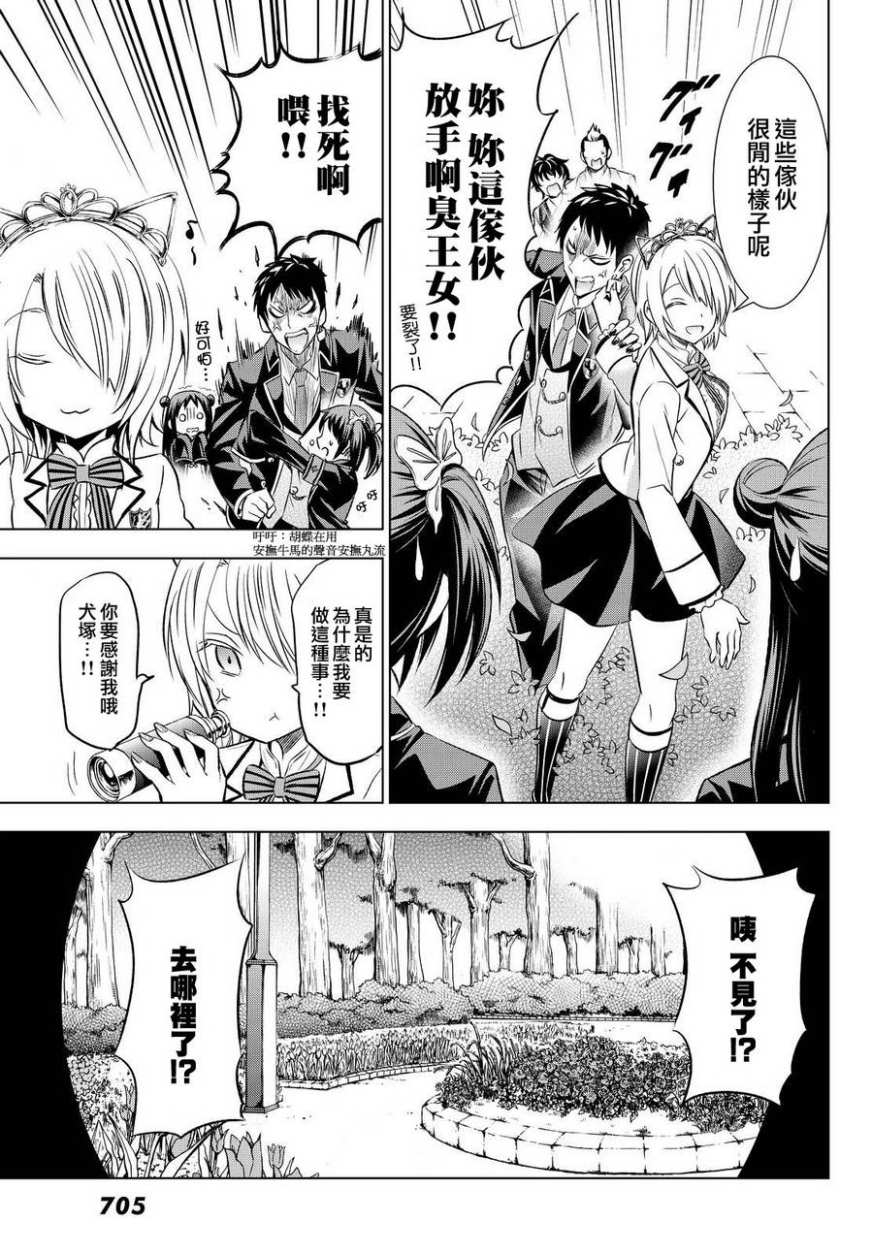 這些傢伙
很閒的樣子呢
グイグイ
妳 妳這傢伙
放手啊臭王女!!
要裂了!!
找死啊
喂!!
好可怕…
吁
吁
吁吁：胡蝶在用
安撫牛馬的聲音安撫丸流
真是的
為什麼我要
做這種事…!!
你要感謝我哦
犬塚…!!
咦 不見了!?
去哪裡了!?
705